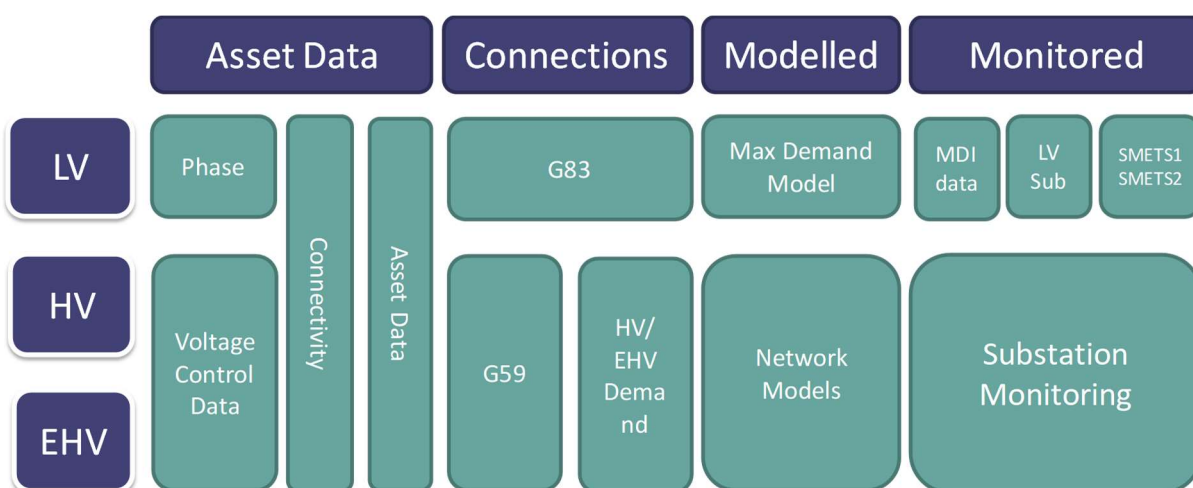 Asset Data
Connections
Modelled
Monitored
LV
Phase
Connectivity
Asset Data
G83
Max Demand
Model
MDI
data
LV
Sub
SMETS1
SMETS2
HV
EHV
Voltage
Control
Data
G59
HV/
EHV
Dema
nd
Network
Models
Substation
Monitoring